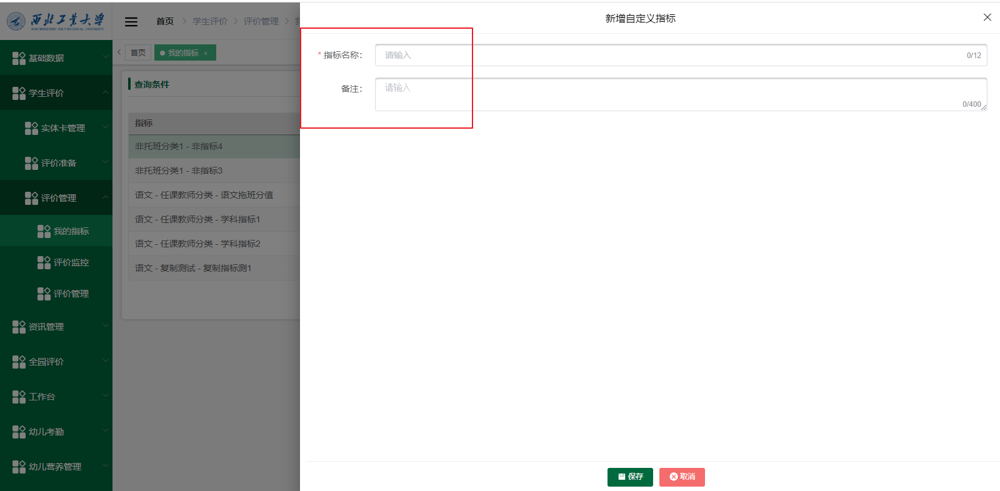 西北工业大学
NORTHWESTERN POLYTECHNICAL UNIVERSITY
首页 > 学生评价 > 评价管理 >
首页
我的指标 ×
基础数据
学生评价
实体卡管理
评价准备
评价管理
我的指标
评价监控
评价管理
资讯管理
全园评价
工作台
幼儿考勤
幼儿营养管理
查询条件
指标
非托班分类1 - 非指标4
非托班分类1 - 非指标3
语文 - 任课教师分类 - 语文拖班分值
语文 - 任课教师分类 - 学科指标1
语文 - 任课教师分类 - 学科指标2
语文 - 复制测试 - 复制指标测1
新增自定义指标
* 指标名称： 请输入 0/12
备注： 请输入 0/400
保存
取消